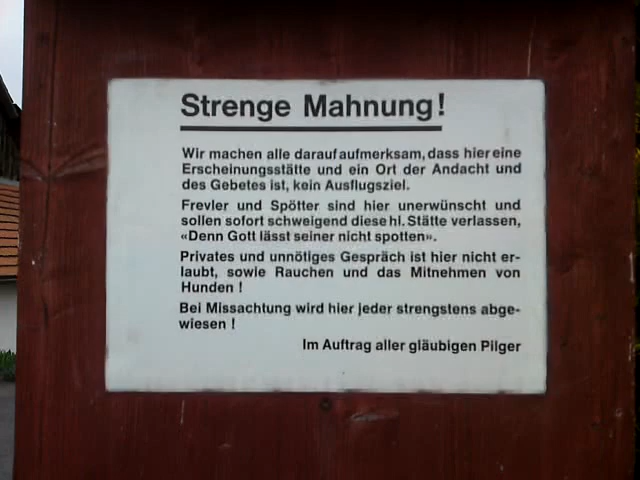 Strenge Mahnung!
Wir machen alle darauf aufmerksam, dass hier eine
Erscheinungsstätte und ein Ort der Andacht und
des Gebetes ist, kein Ausflugsziel.
Frevler und Spötter sind hier unerwünscht und
sollen sofort schweigend diese hl. Stätte verlassen,
«Denn Gott lässt seiner nicht spotten».
Privates und unnötiges Gespräch ist hier nicht er-
laubt, sowie Rauchen und das Mitnehmen von
Hunden !
Bei Missachtung wird hier jeder strengstens abge-
wiesen !
Im Auftrag aller gläubigen Pilger